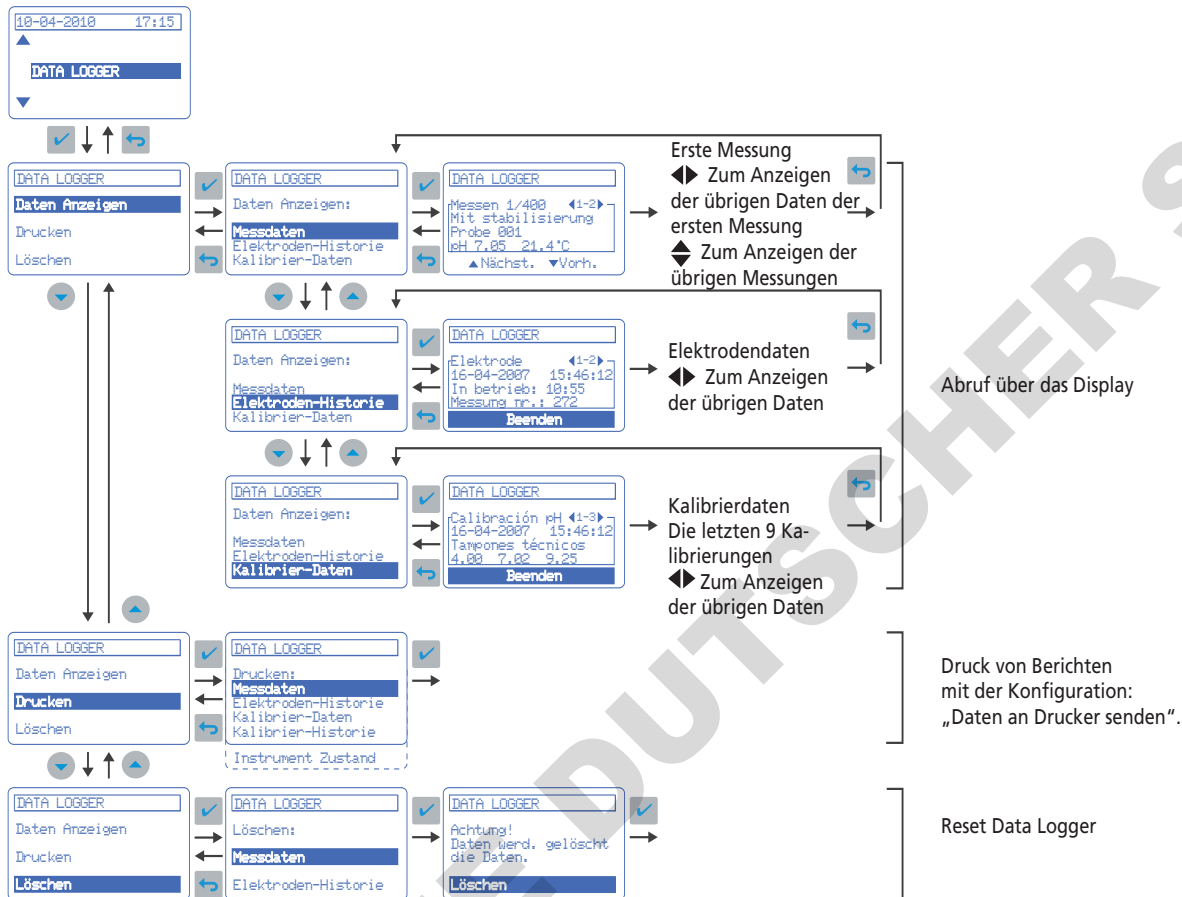 10-04-2010 17:15
DATA LOGGER
DATA LOGGER
Daten Anzeigen
Drucken
Löschen
DATA LOGGER
Daten Anzeigen:
Messdaten
Elektroden-Historie
Kalibrier-Daten
DATA LOGGER
Messen 1/400 ◀1-2▶
Mit stabilisierung
Probe 001
pH 7.05 21.4°C
▲Nächst. ▼Vorh.
Erste Messung
◀▶ Zum Anzeigen
der übrigen Daten der
ersten Messung
▲▼ Zum Anzeigen der
übrigen Messungen
DATA LOGGER
Daten Anzeigen:
Messdaten
Elektroden-Historie
Kalibrier-Daten
DATA LOGGER
Elektrode ◀1-2▶
16-04-2007 15:46:12
In betrieb: 10:55
Messung nr.: 272
Beenden
Elektrodendaten
◀▶ Zum Anzeigen
der übrigen Daten
Abruf über das Display
DATA LOGGER
Daten Anzeigen:
Messdaten
Elektroden-Historie
Kalibrier-Daten
DATA LOGGER
Calibración pH ◀1-3▶
16-04-2007 15:46:12
Tampones técnicos
4.00 7.02 9.25
Beenden
Kalibrierdaten
Die letzten 9 Ka-
librierungen
◀▶ Zum Anzeigen
der übrigen Daten
DATA LOGGER
Daten Anzeigen
Drucken
Löschen
DATA LOGGER
Drucken:
Messdaten
Elektroden-Historie
Kalibrier-Daten
Kalibrier-Historie
Instrument Zustand
Druck von Berichten
mit der Konfiguration:
„Daten an Drucker senden“.
DATA LOGGER
Daten Anzeigen
Drucken
Löschen
DATA LOGGER
Löschen:
Messdaten
Elektroden-Historie
DATA LOGGER
Achtung!
Daten werd. gelöscht
die Daten.
Löschen
Reset Data Logger
DUTSCHER